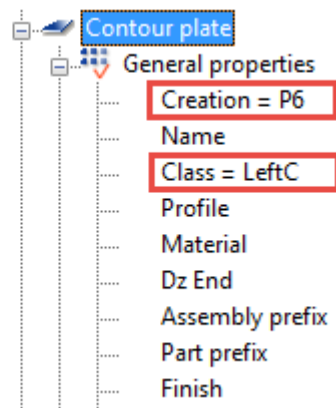 Contour plate
General properties
Creation = P6
Name
Class = LeftC
Profile
Material
Dz End
Assembly prefix
Part prefix
Finish